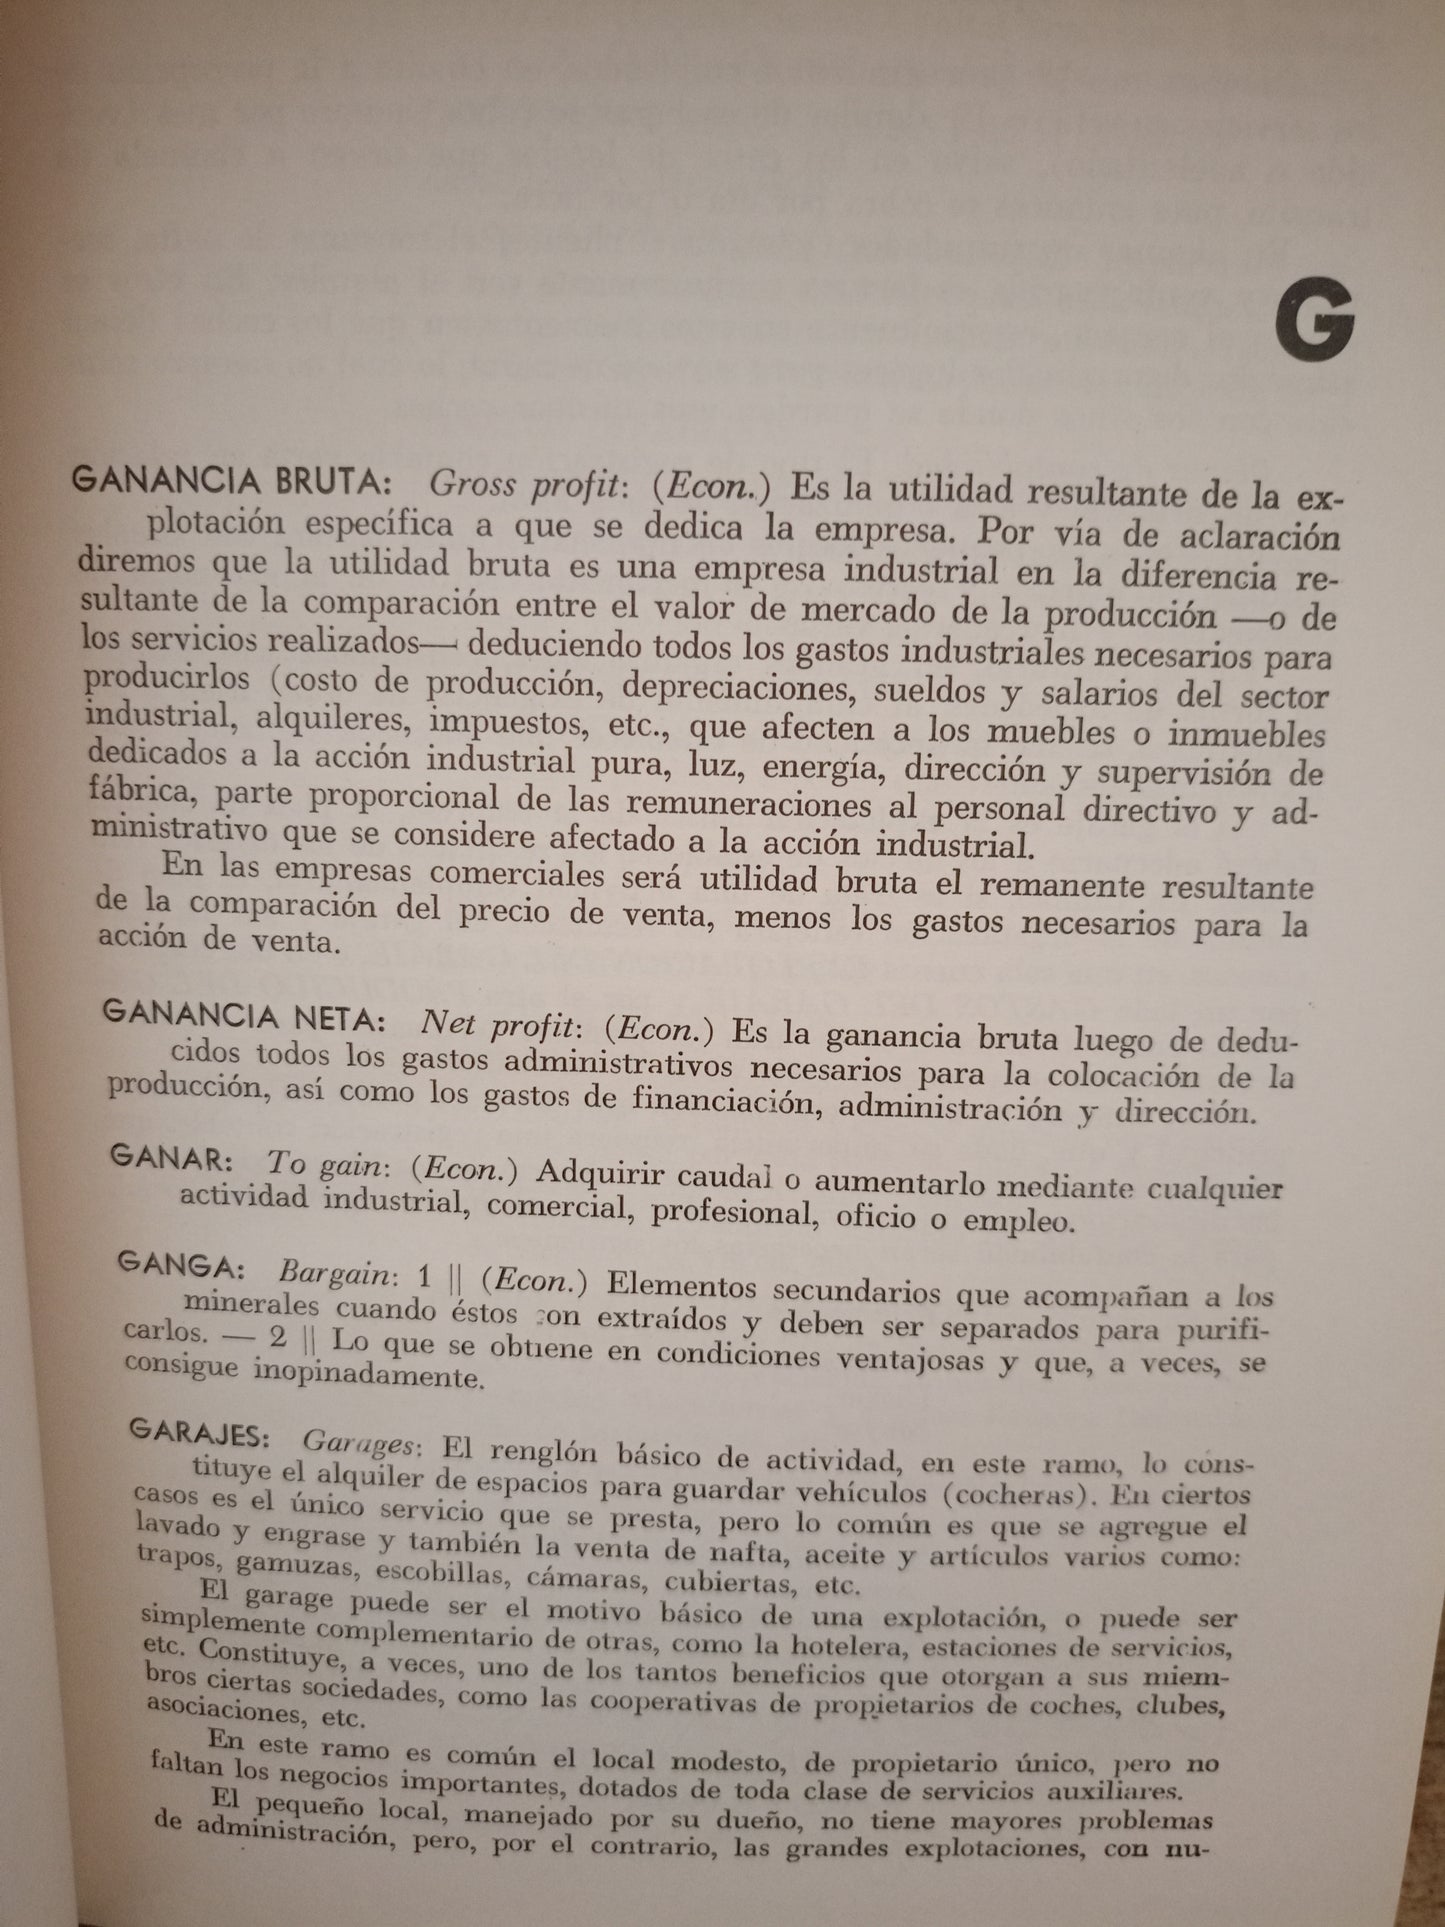 G
GANANCIA BRUTA: Gross profit: (Econ.) Es la utilidad resultante de la ex-
plotación específica a que se dedica la empresa. Por vía de aclaración
diremos que la utilidad bruta es una empresa industrial en la diferencia re-
sultante de la comparación entre el valor de mercado de la producción —o de
los servicios realizados— deduciendo todos los gastos industriales necesarios para
producirlos (costo de producción, depreciaciones, sueldos y salarios del sector
industrial, alquileres, impuestos, etc., que afecten a los muebles o inmuebles
dedicados a la acción industrial pura, luz, energía, dirección y supervisión de
fábrica, parte proporcional de las remuneraciones al personal directivo y ad-
ministrativo que se considere afectado a la acción industrial.
En las empresas comerciales será utilidad bruta el remanente resultante
de la comparación del precio de venta, menos los gastos necesarios para la
acción de venta.
GANANCIA NETA: Net profit: (Econ.) Es la ganancia bruta luego de dedu-
cidos todos los gastos administrativos necesarios para la colocación de la
producción, así como los gastos de financiación, administración y dirección.
GANAR: To gain: (Econ.) Adquirir caudal o aumentarlo mediante cualquier
actividad industrial, comercial, profesional, oficio o empleo.
GANGA: Bargain: 1 || (Econ.) Elementos secundarios que acompañan a los
minerales cuando éstos son extraídos y deben ser separados para purifi-
carlos. — 2 || Lo que se obtiene en condiciones ventajosas y que, a veces, se
consigue inopinadamente.
GARAJES: Garages: El renglón básico de actividad, en este ramo, lo cons-
tituye el alquiler de espacios para guardar vehículos (cocheras). En ciertos
casos es el único servicio que se presta, pero lo común es que se agregue el
lavado y engrase y también la venta de nafta, aceite y artículos varios como:
trapos, gamuzas, escobillas, cámaras, cubiertas, etc.
El garage puede ser el motivo básico de una explotación, o puede ser
simplemente complementario de otras, como la hotelera, estaciones de servicios,
etc. Constituye, a veces, uno de los tantos beneficios que otorgan a sus miem-
bros ciertas sociedades, como las cooperativas de propietarios de coches, clubes,
asociaciones, etc.
En este ramo es común el local modesto, de propietario único, pero no
faltan los negocios importantes, dotados de toda clase de servicios auxiliares.
El pequeño local, manejado por su dueño, no tiene mayores problemas
de administración, pero, por el contrario, las grandes explotaciones, con nu-